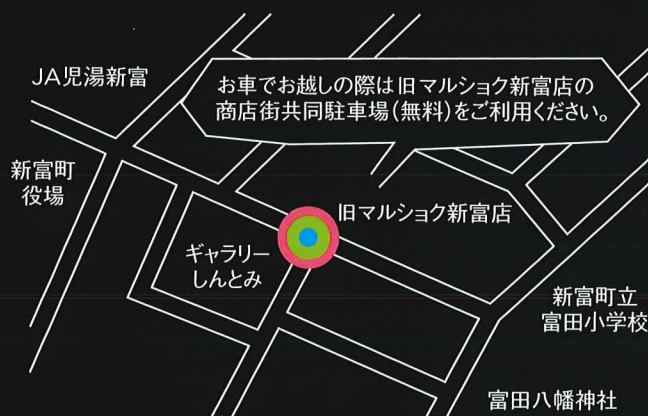 JA児湯新富
お車でお越しの際は旧マルショク新富店の
商店街共同駐車場(無料)をご利用ください。
新富町
役場
旧マルショク新富店
ギャラリー
しんとみ
新富町立
富田小学校
富田八幡神社